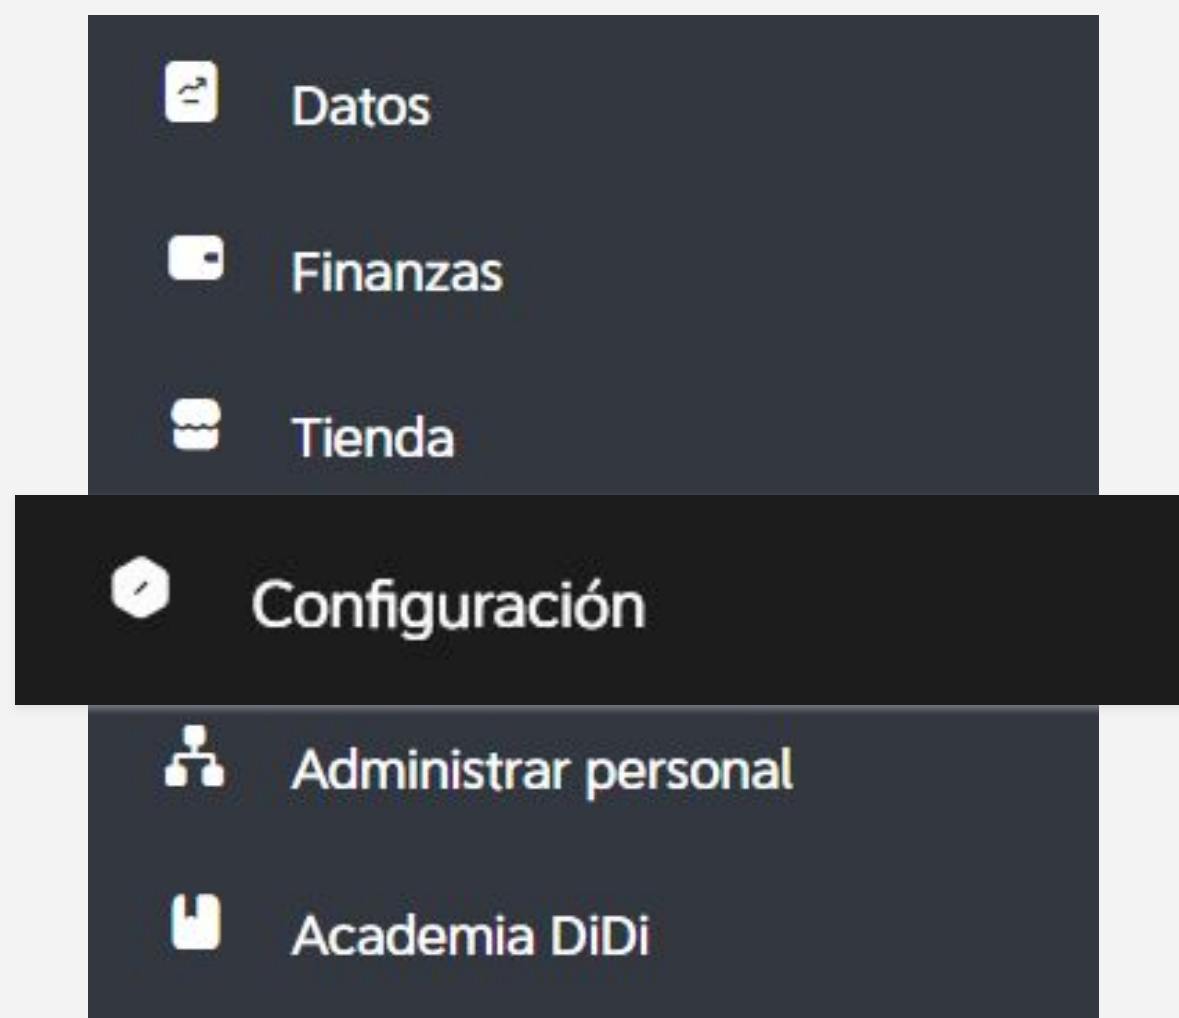 Datos
Finanzas
Tienda
Configuración
Administrar personal
Academia DiDi